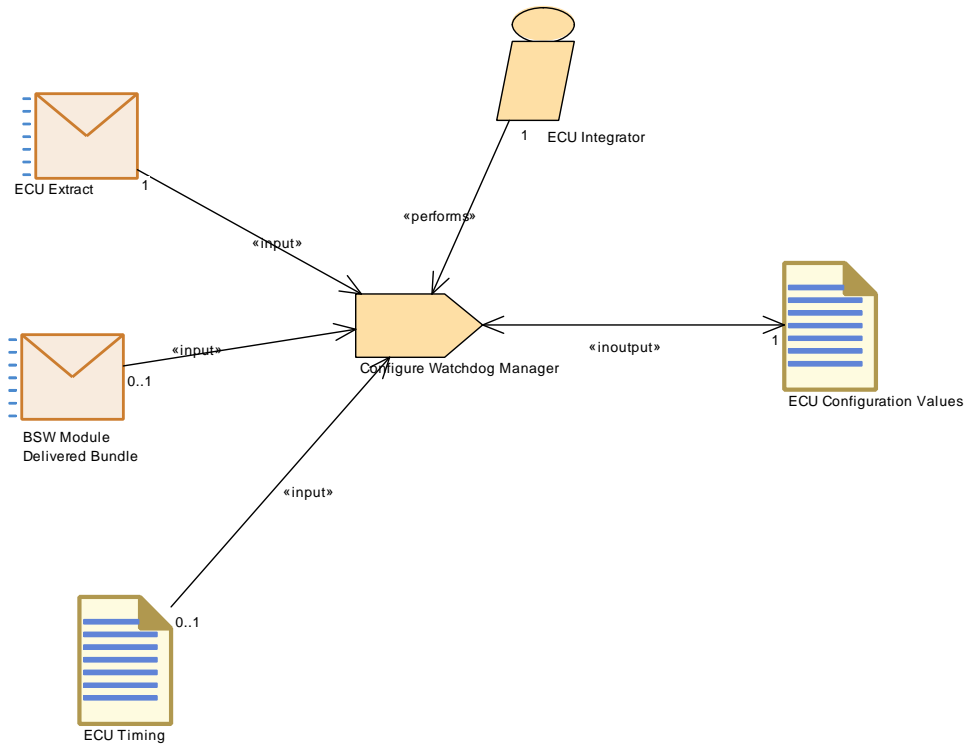 1
ECU Integrator
ECU Extract
1
«performs»
«input»
«input»
0..1
Configure Watchdog Manager
«inoutput»
1
ECU Configuration Values
BSW Module
Delivered Bundle
«input»
0..1
ECU Timing